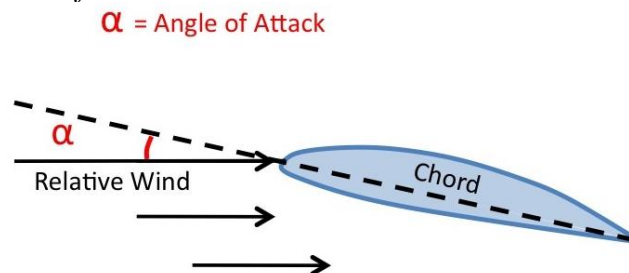 α = Angle of Attack
α
Chord
Relative Wind